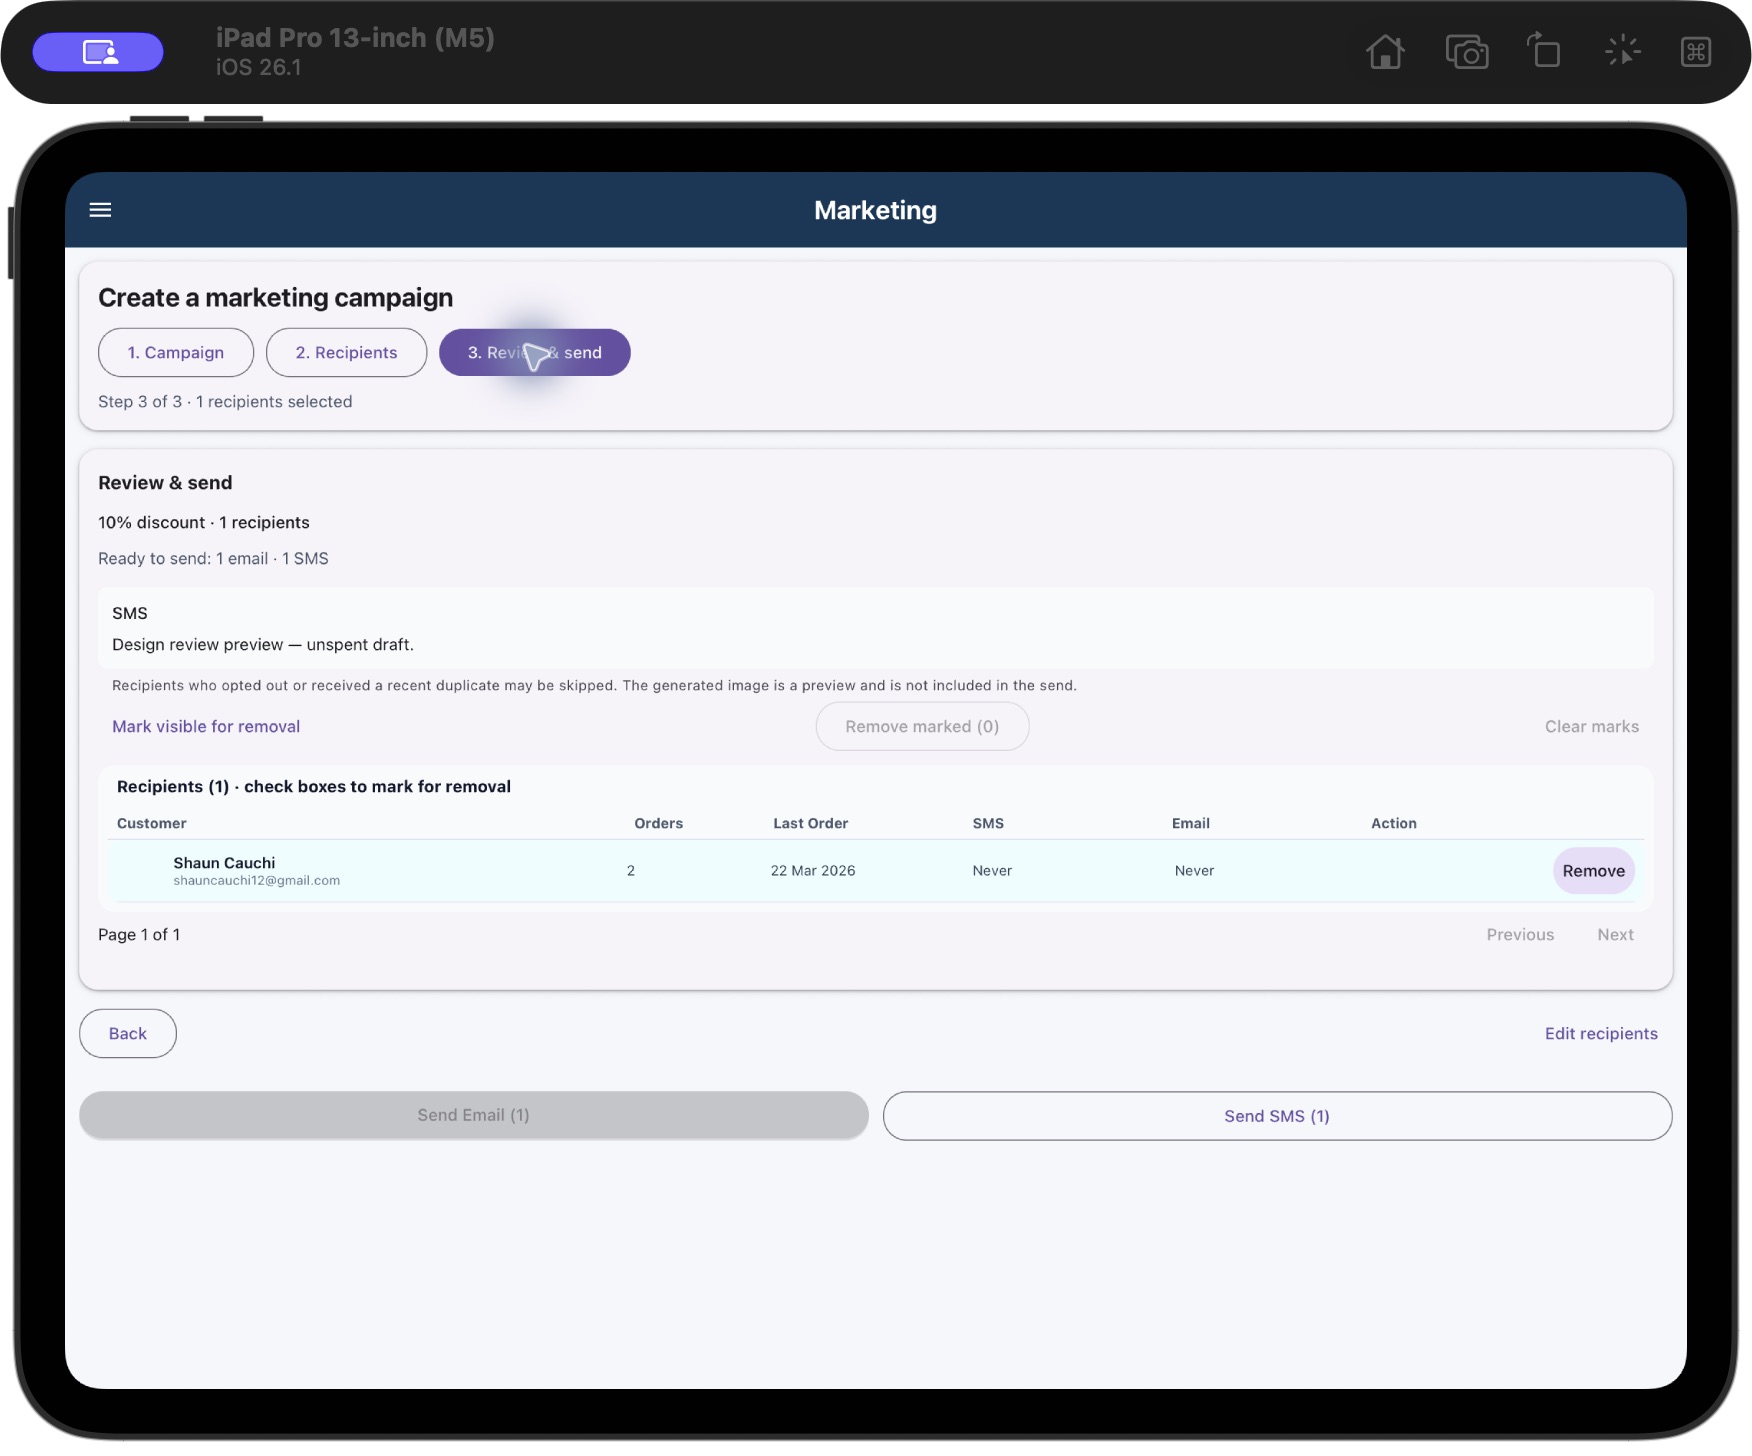 iPad Pro 13-inch (M5)
iOS 26.1
Marketing
Create a marketing campaign
1. Campaign
2. Recipients
3. Review & send
Step 3 of 3 · 1 recipients selected
Review & send
10% discount · 1 recipients
Ready to send: 1 email · 1 SMS
SMS
Design review preview — unspent draft.
Recipients who opted out or received a recent duplicate may be skipped. The generated image is a preview and is not included in the send.
Mark visible for removal
Remove marked (0)
Clear marks
Recipients (1) · check boxes to mark for removal
Customer Orders Last Order SMS Email Action
Shaun Cauchi
shauncauchi12@gmail.com
2 22 Mar 2026 Never Never Remove
Page 1 of 1
Previous Next
Back
Edit recipients
Send Email (1)
Send SMS (1)